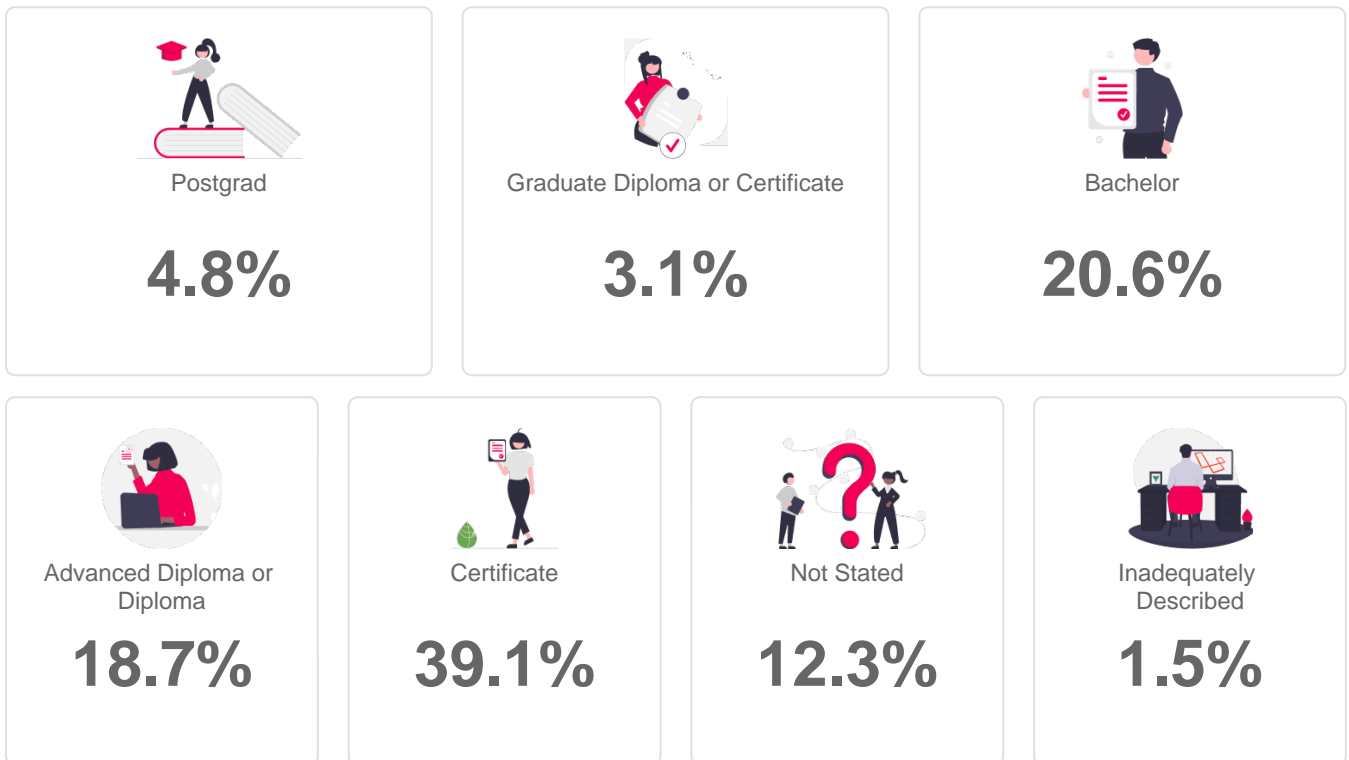 Postgrad
4.8%
Graduate Diploma or Certificate
3.1%
Bachelor
20.6%
Advanced Diploma or
Diploma
18.7%
Certificate
39.1%
Not Stated
12.3%
Inadequately
Described
1.5%